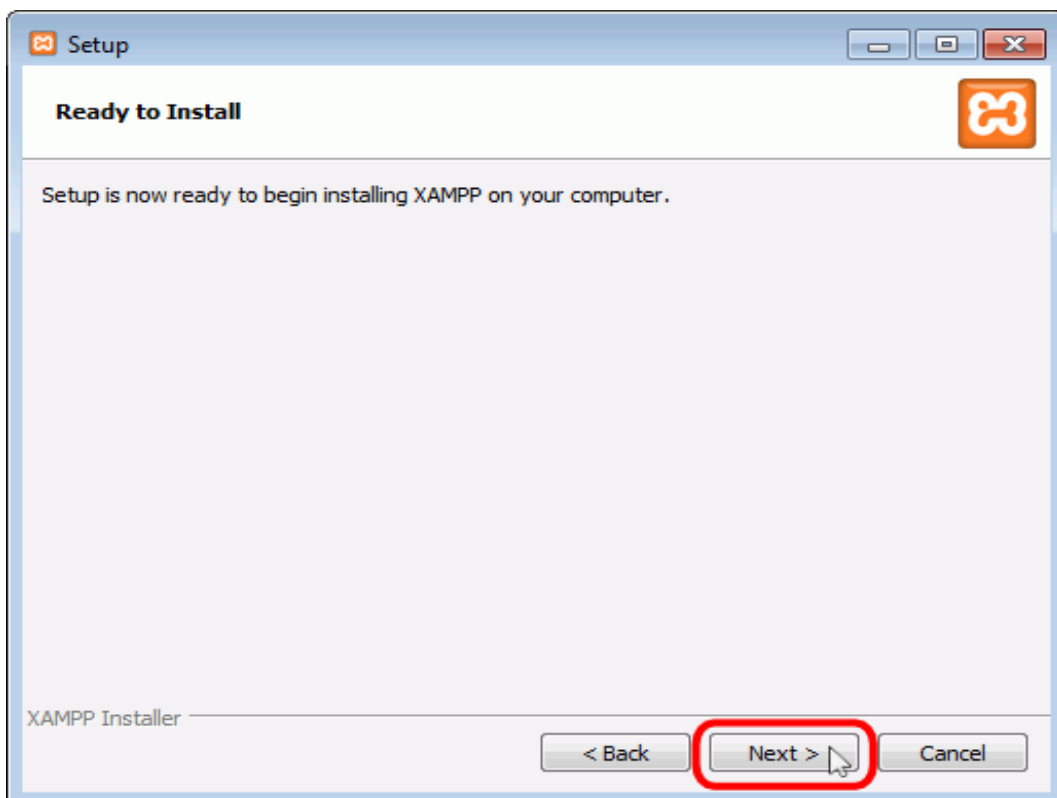 Setup
Ready to Install
Setup is now ready to begin installing XAMPP on your computer.
XAMPP Installer
< Back Next > Cancel